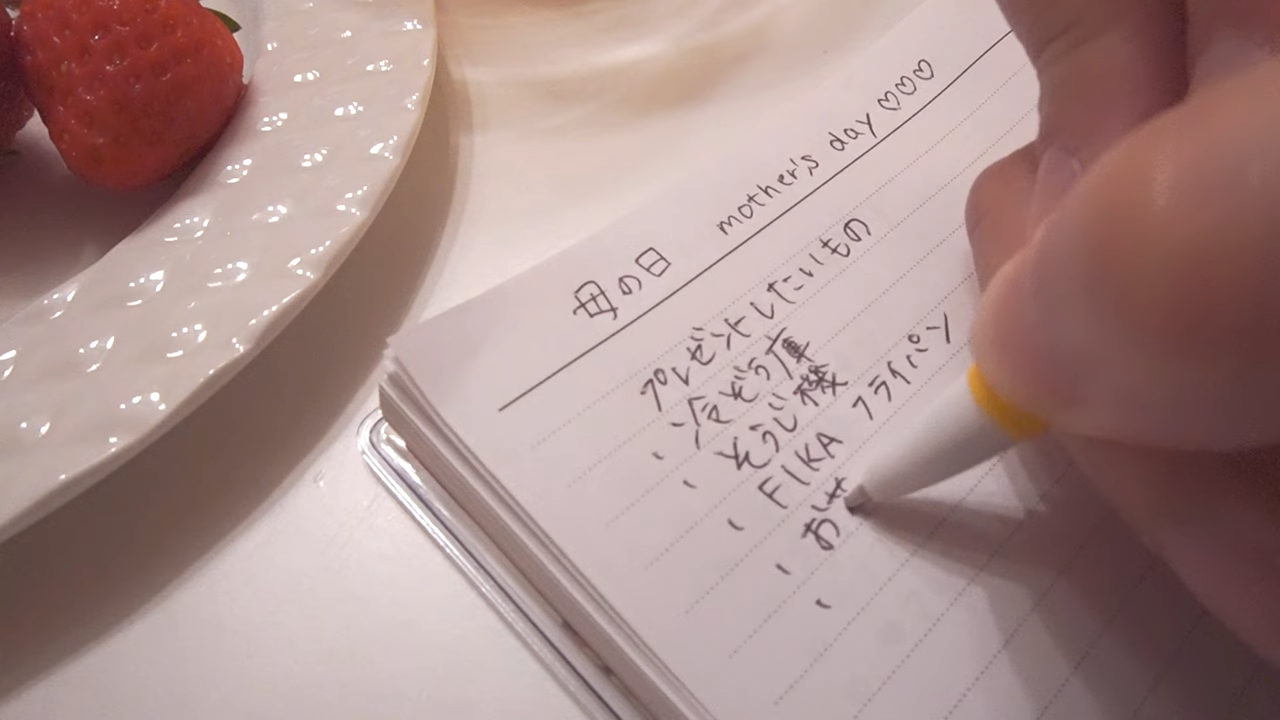 母の日 mother's day ♡♡♡
プレゼントしたいもの
・冷ぞう庫
・そうじ機
・FIKA フライパン
・おせ
・